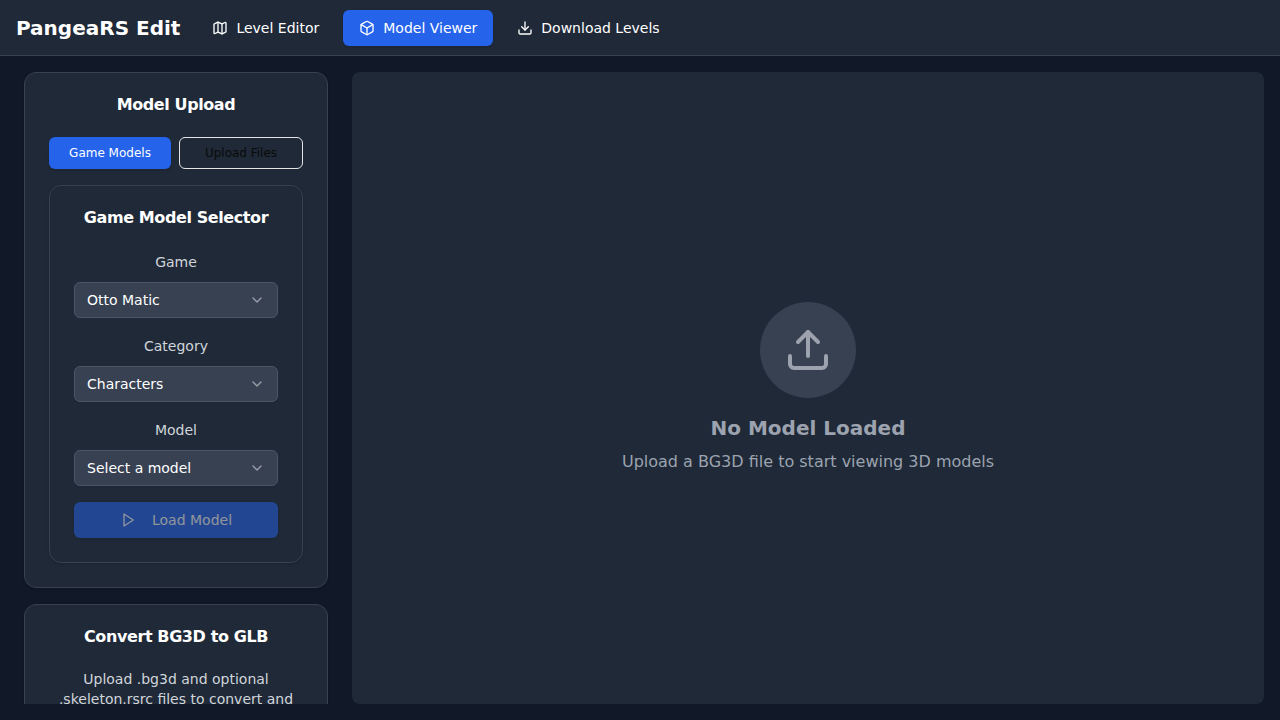 PangeaRS Edit
Level Editor
Model Viewer
Download Levels
Model Upload
Game Models
Upload Files
Game Model Selector
Game
Otto Matic
Category
Characters
Model
Select a model
Load Model
Convert BG3D to GLB
Upload .bg3d and optional
.skeleton.rsrc files to convert and
No Model Loaded
Upload a BG3D file to start viewing 3D models